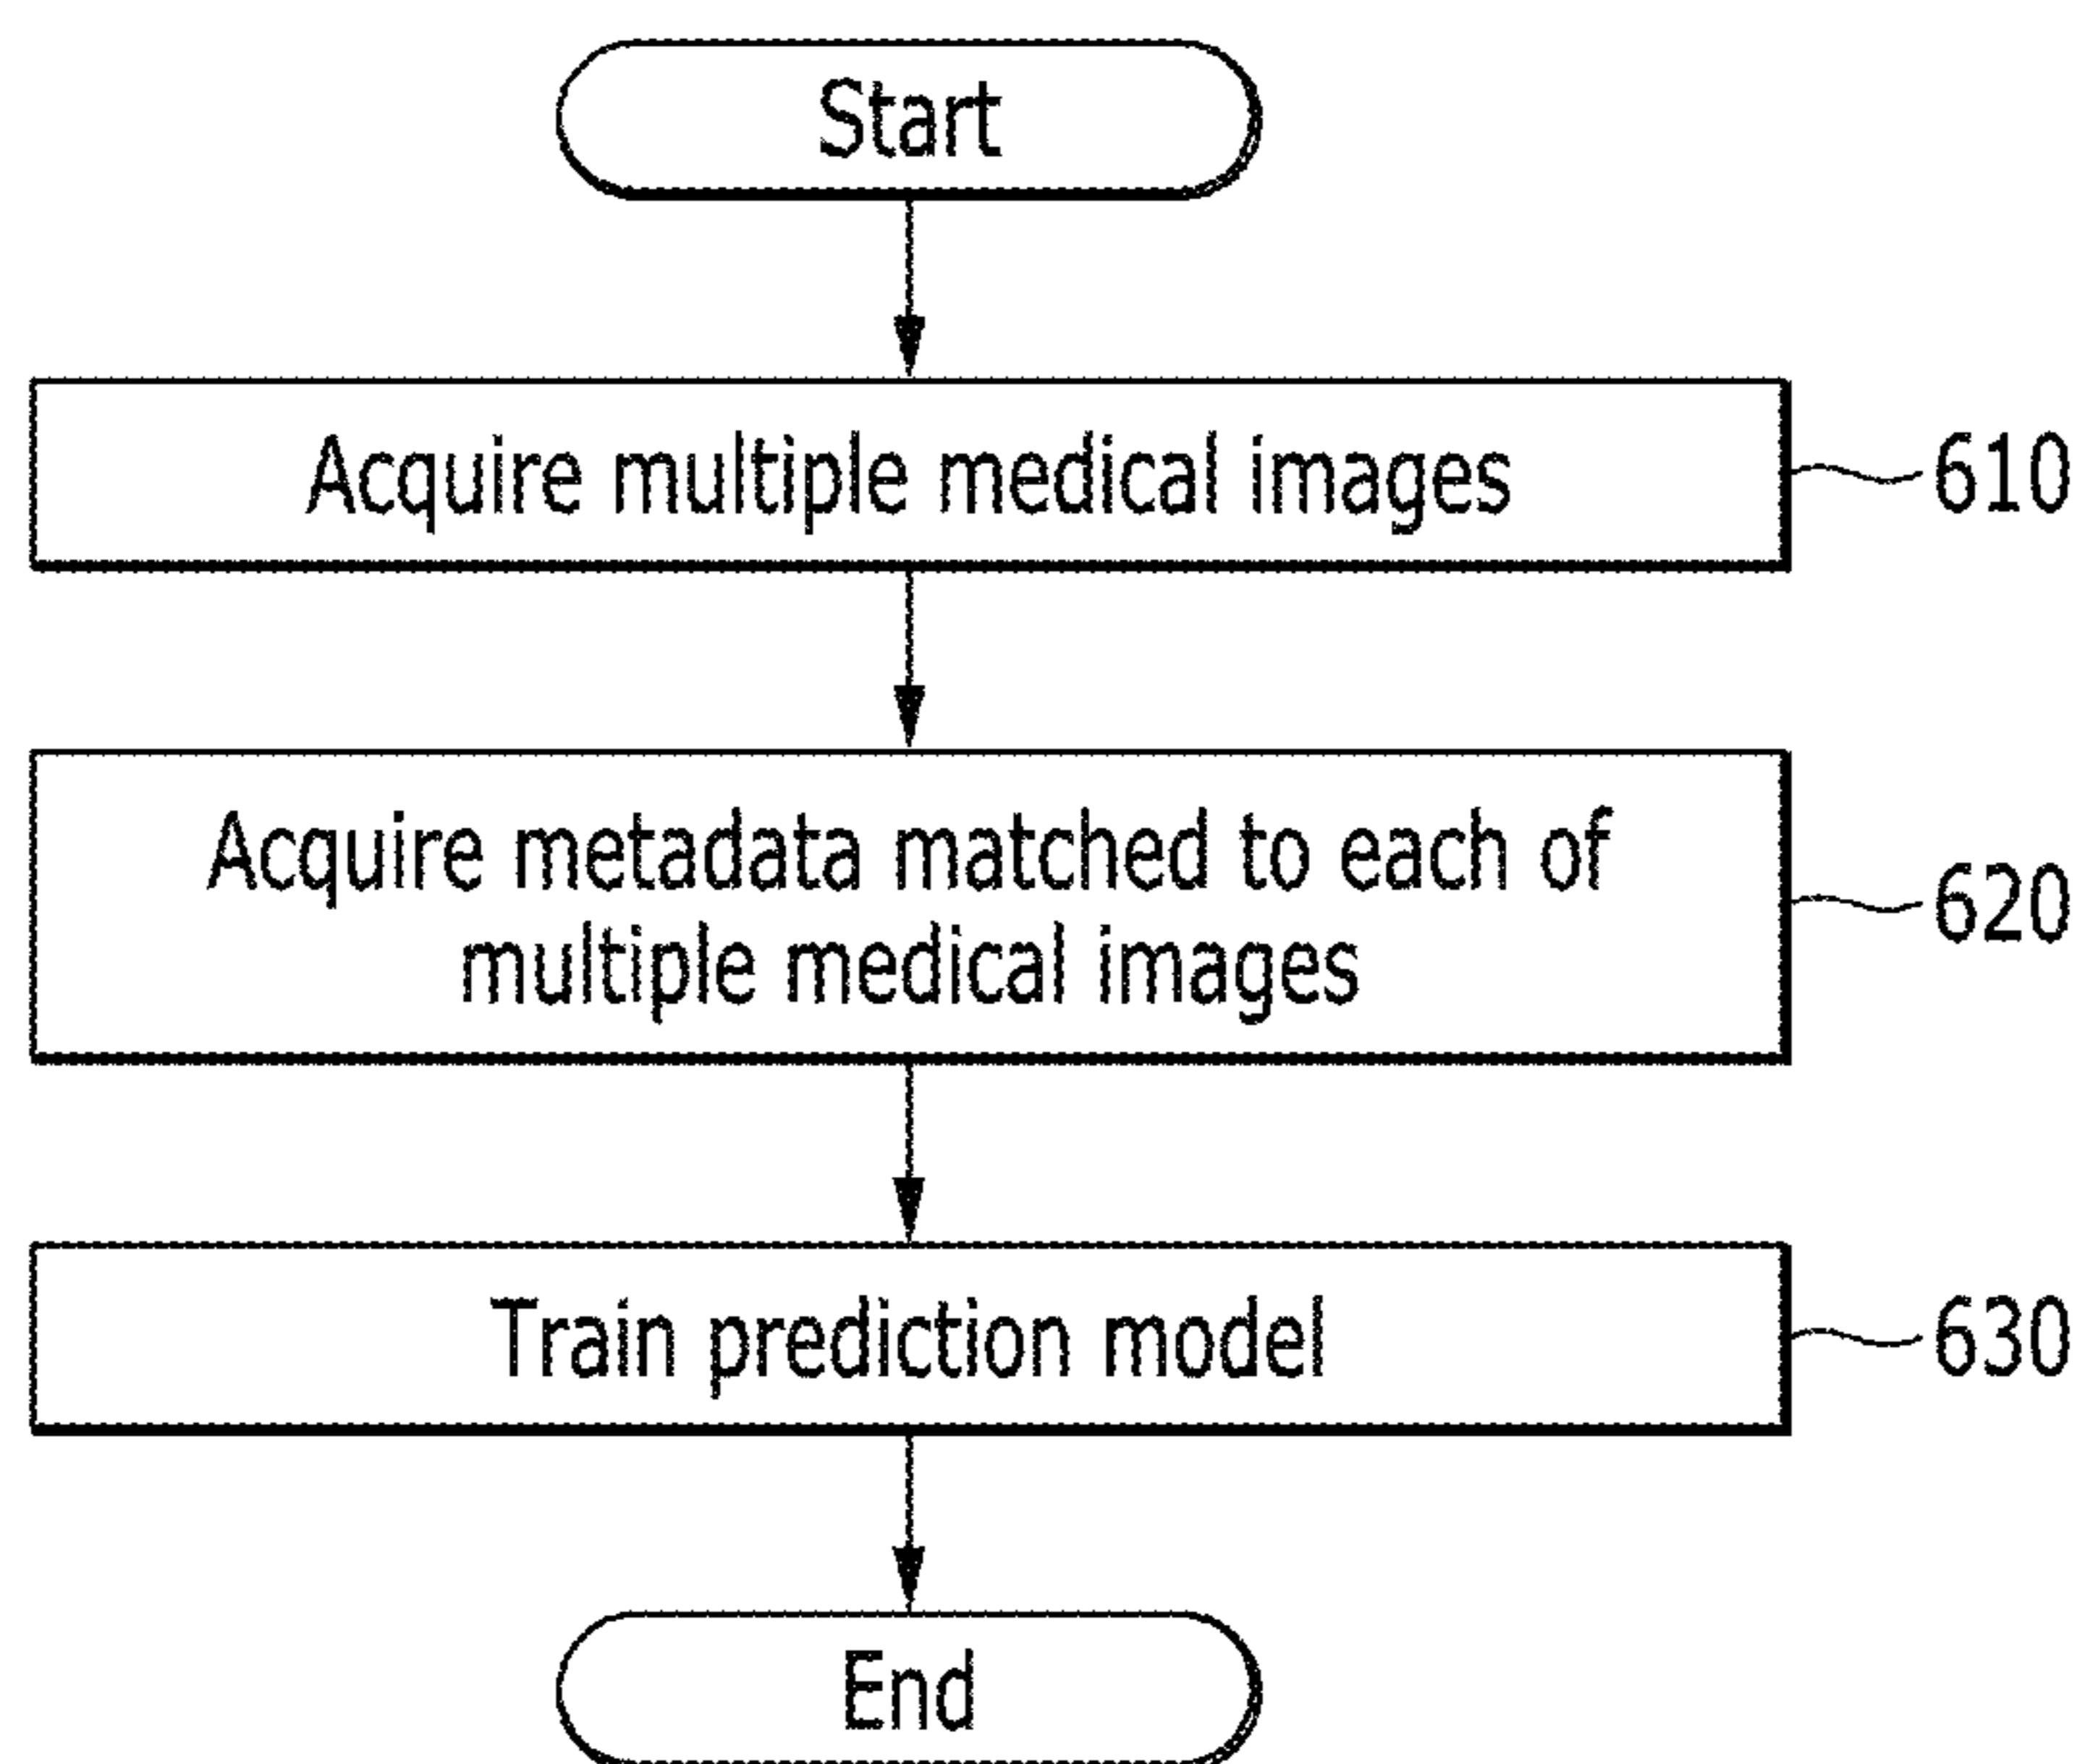 Start
Acquire multiple medical images
610
Acquire metadata matched to each of
multiple medical images
620
Train prediction model
630
End